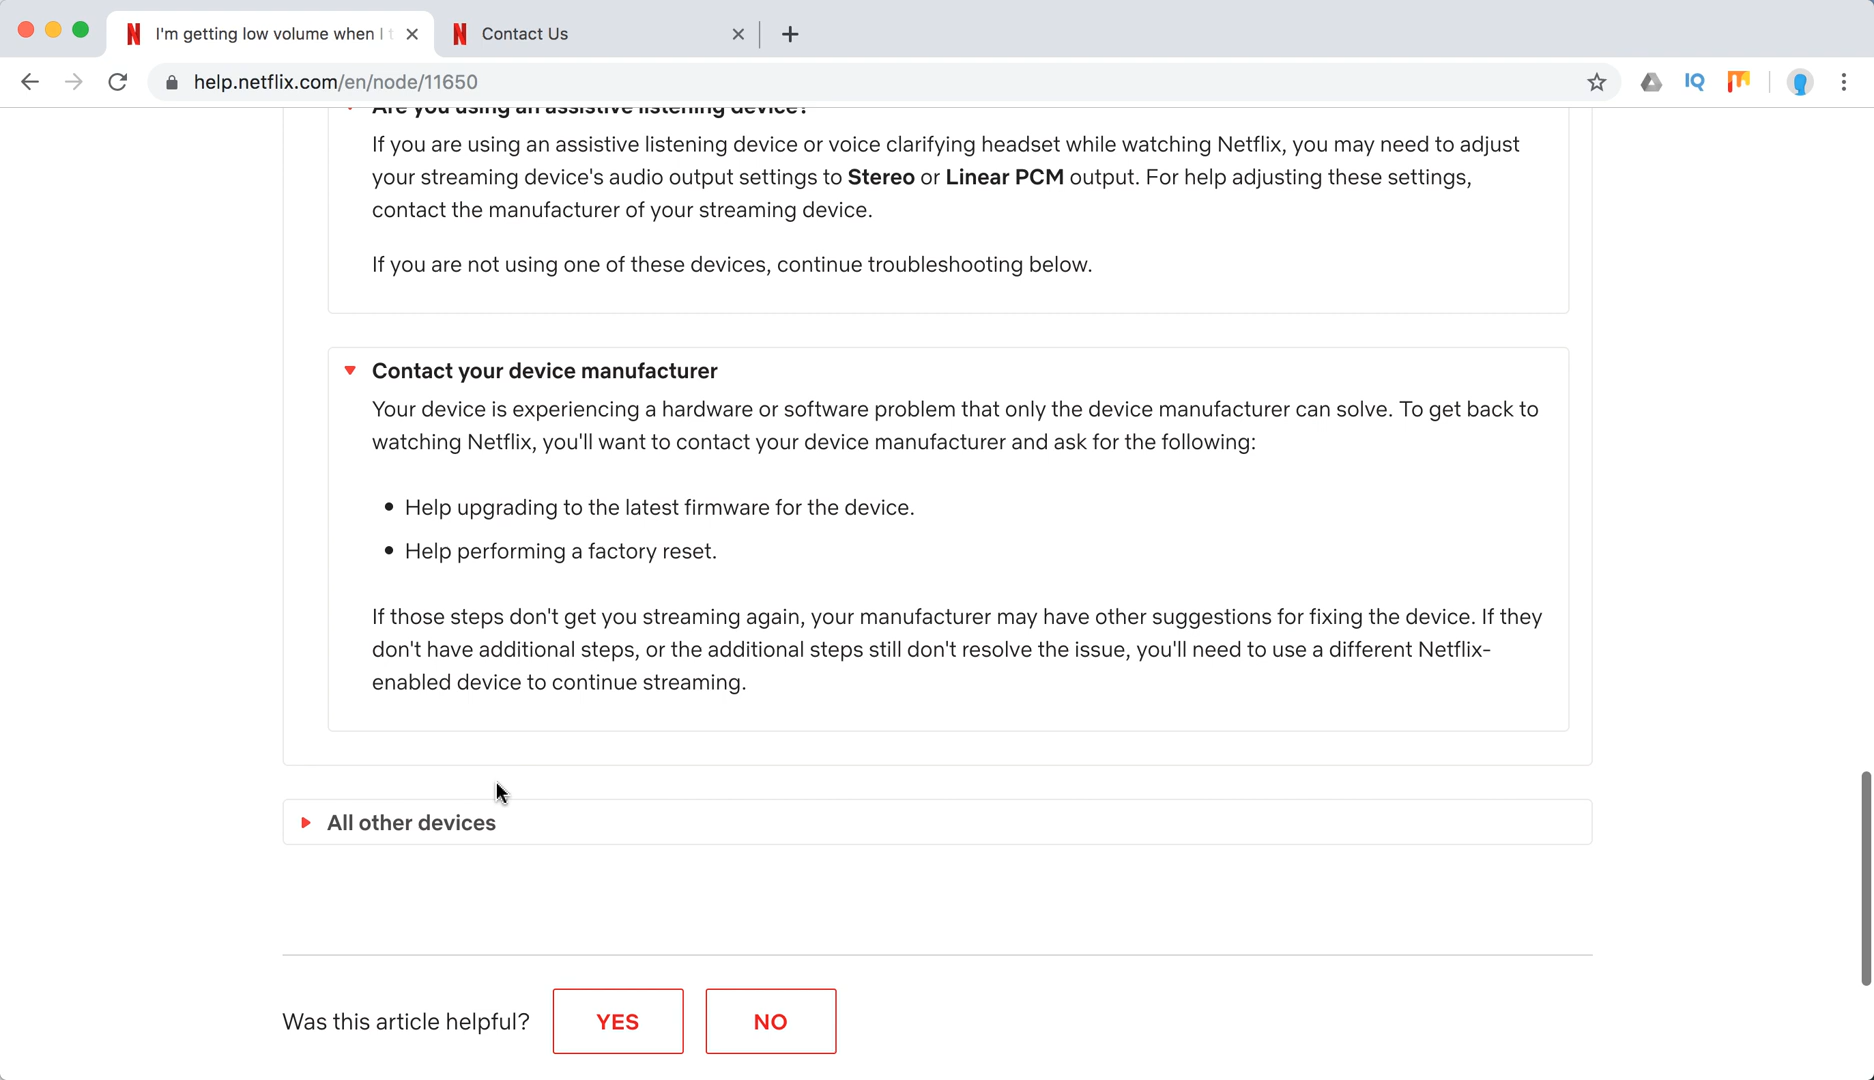 I'm getting low volume when I t
Contact Us
help.netflix.com/en/node/11650
IQ
Are you using an assistive listening device?
If you are using an assistive listening device or voice clarifying headset while watching Netflix, you may need to adjust
your streaming device's audio output settings to Stereo or Linear PCM output. For help adjusting these settings,
contact the manufacturer of your streaming device.
If you are not using one of these devices, continue troubleshooting below.
Contact your device manufacturer
Your device is experiencing a hardware or software problem that only the device manufacturer can solve. To get back to
watching Netflix, you'll want to contact your device manufacturer and ask for the following:
• Help upgrading to the latest firmware for the device.
• Help performing a factory reset.
If those steps don't get you streaming again, your manufacturer may have other suggestions for fixing the device. If they
don't have additional steps, or the additional steps still don't resolve the issue, you'll need to use a different Netflix-
enabled device to continue streaming.
All other devices
Was this article helpful? YES NO